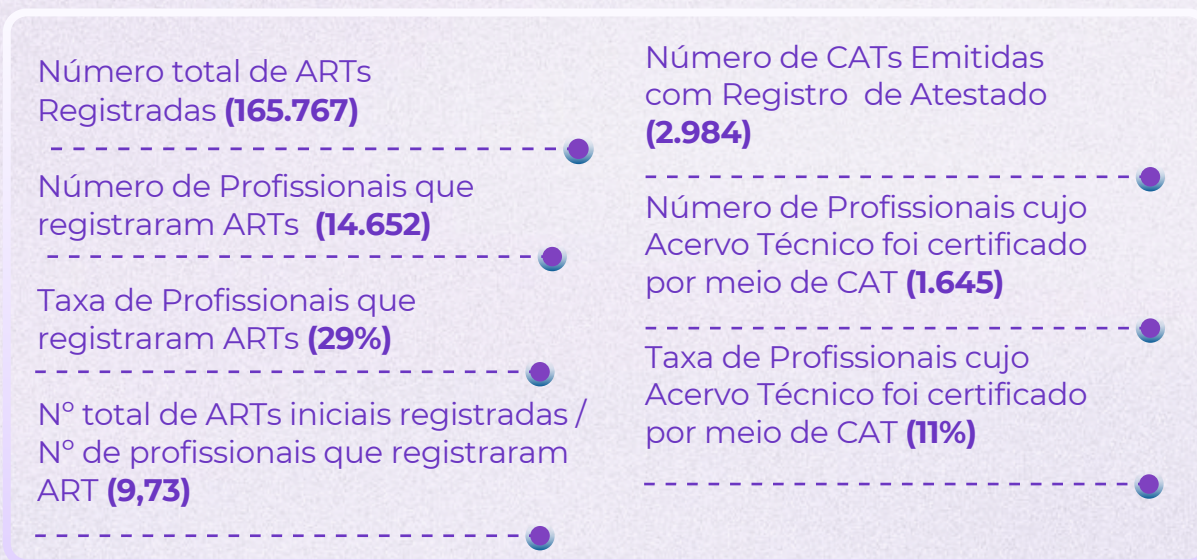 Número total de ARTs
Registradas (165.767)
Número de Profissionais que
registraram ARTs (14.652)
Taxa de Profissionais que
registraram ARTs (29%)
Nº total de ARTs iniciais registradas /
Nº de profissionais que registraram
ART (9,73)
Número de CATs Emitidas
com Registro de Atestado
(2.984)
Número de Profissionais cujo
Acervo Técnico foi certificado
por meio de CAT (1.645)
Taxa de Profissionais cujo
Acervo Técnico foi certificado
por meio de CAT (11%)